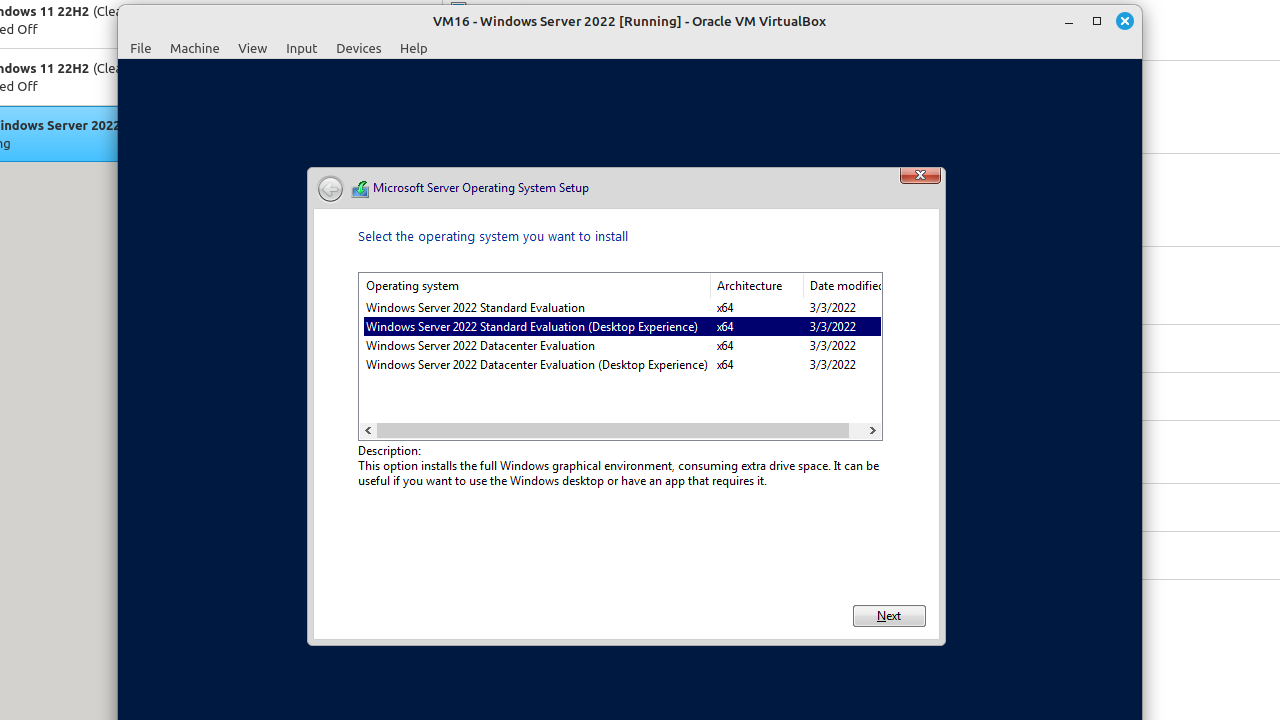 ndows 11 22H2 (Clea
ed Off
ndows 11 22H2 (Clea
ed Off
indows Server 2022
ng
VM16 - Windows Server 2022 [Running] - Oracle VM VirtualBox
File Machine View Input Devices Help
Microsoft Server Operating System Setup
Select the operating system you want to install
Operating system Architecture Date modified
Windows Server 2022 Standard Evaluation x64 3/3/2022
Windows Server 2022 Standard Evaluation (Desktop Experience) x64 3/3/2022
Windows Server 2022 Datacenter Evaluation x64 3/3/2022
Windows Server 2022 Datacenter Evaluation (Desktop Experience) x64 3/3/2022
Description:
This option installs the full Windows graphical environment, consuming extra drive space. It can be
useful if you want to use the Windows desktop or have an app that requires it.
Next